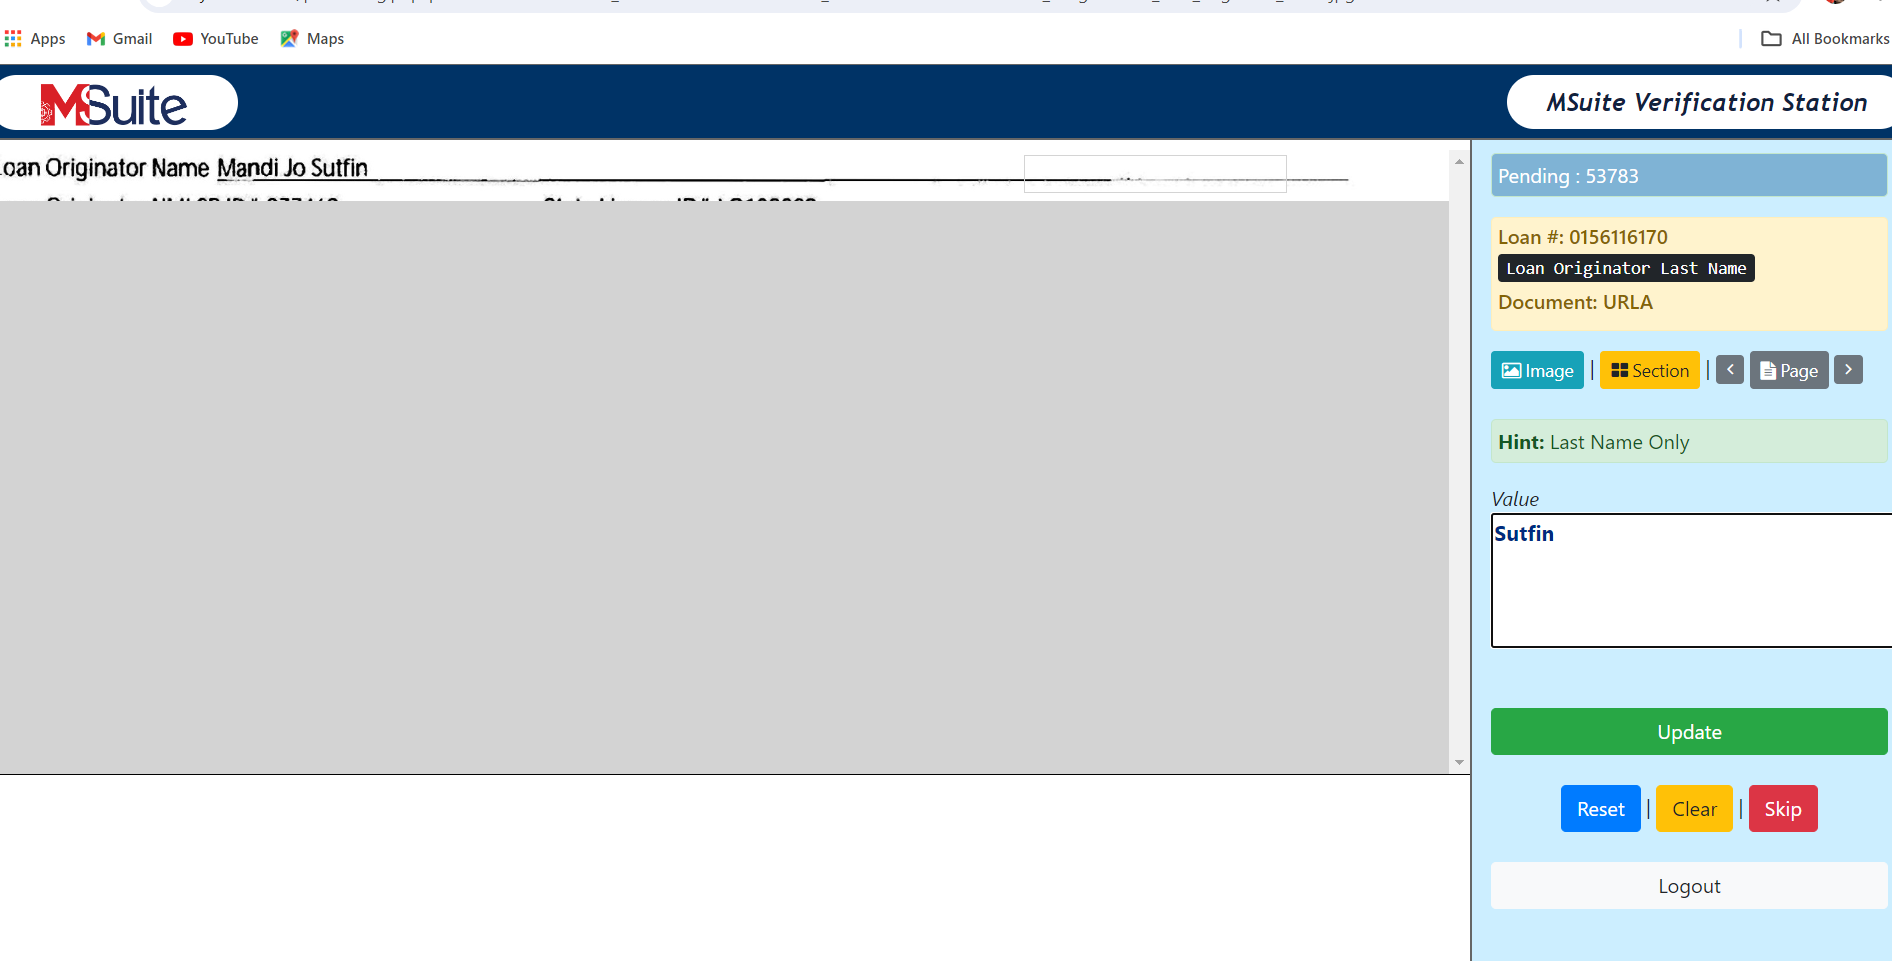 Apps Gmail YouTube Maps All Bookmarks
MSuite MSuite Verification Station
Loan Originator Name Mandi Jo Sutfin
Pending : 53783
Loan #: 0156116170
Loan Originator Last Name
Document: URLA
Image | Section | < Page >
Hint: Last Name Only
Value
Sutfin
Update
Reset | Clear | Skip
Logout